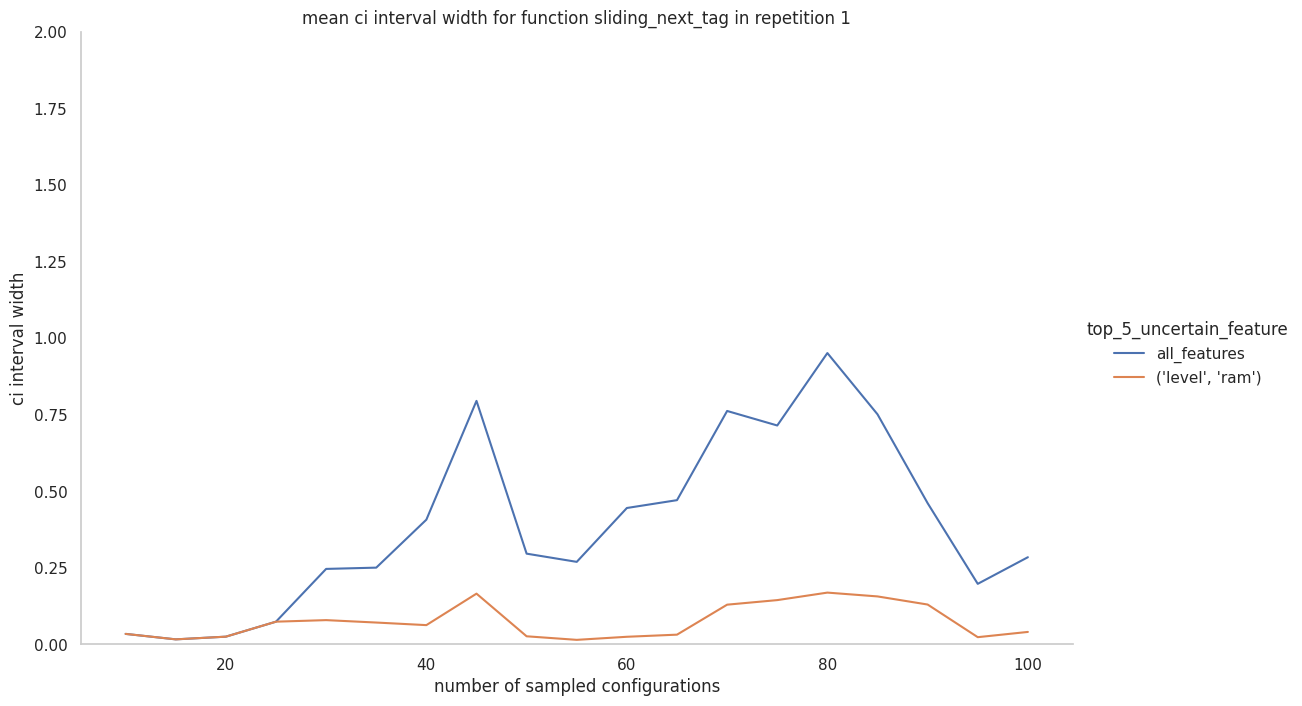 mean ci interval width for function sliding_next_tag in repetition 1
2.00
1.75
1.50
1.25
1.00
0.75
0.50
0.25
0.00
ci interval width
20
40
60
80
100
number of sampled configurations
top_5_uncertain_feature
all_features
('level', 'ram')